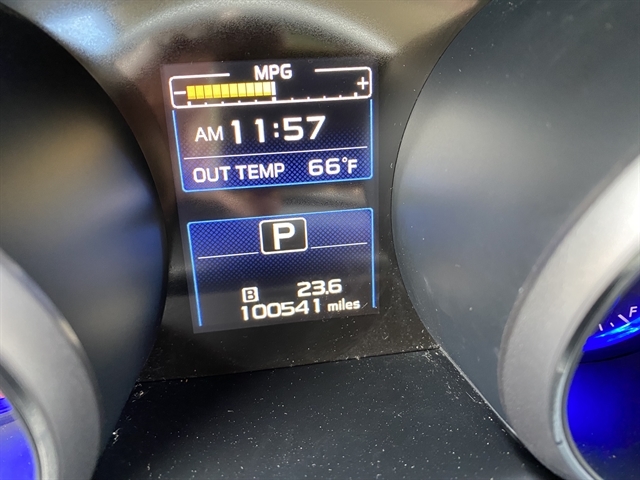 MPG
− +
AM 11:57
OUT TEMP 66°F
P
B 23.6
100541 miles
F